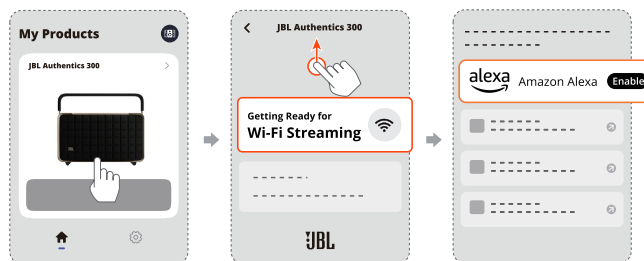 My Products
JBL Authentics 300
JBL
JBL Authentics 300
Getting Ready for
Wi-Fi Streaming
JBL
alexa Amazon Alexa Enable